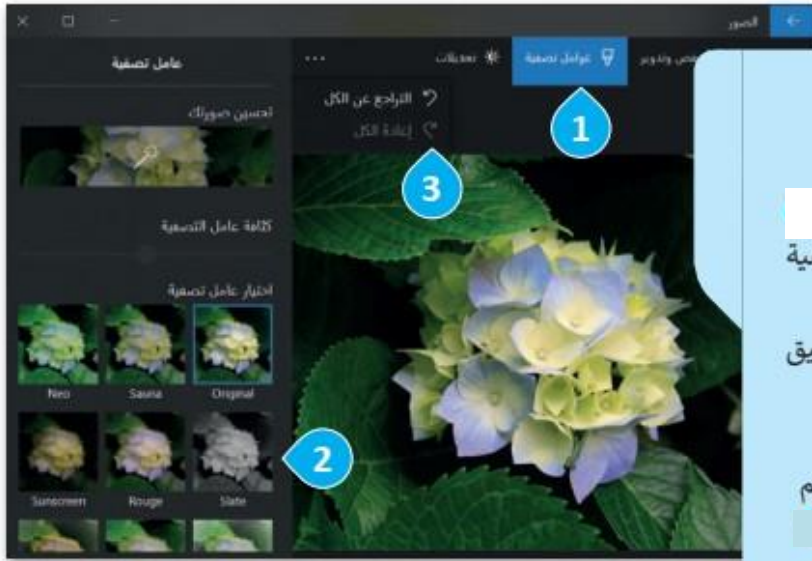 الصور
قص وتدوير
عوامل تصفية
تعديلات
...
1
التراجع عن الكل
إعادة الكل
3
عامل تصفية
تحسين صورتك
كثافة عامل التصفية
اختيار عامل تصفية
Original
Sauna
Neo
2
Slate
Rouge
Sunscreen